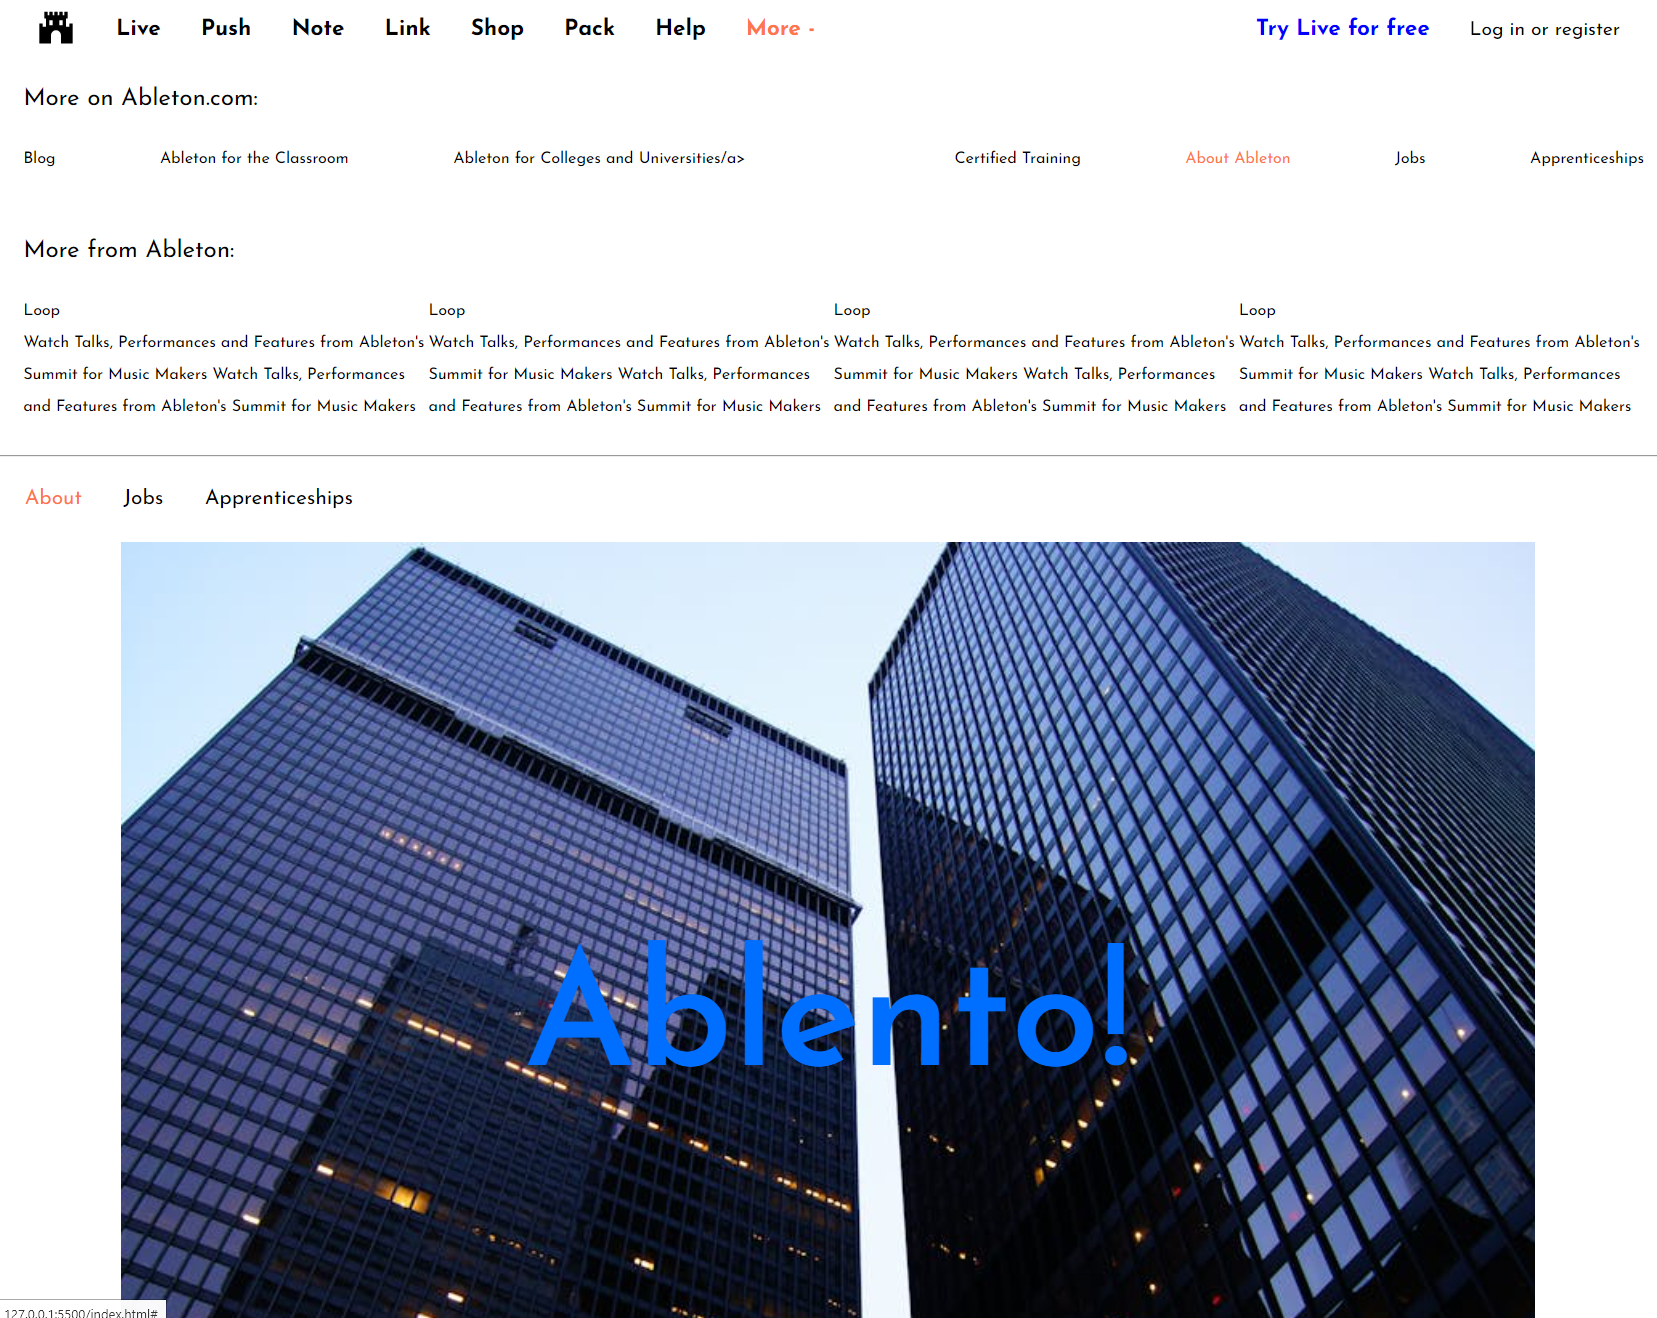 Live Push Note Link Shop Pack Help More - Try Live for free Log in or register
More on Ableton.com:
Blog Ableton for the Classroom Ableton for Colleges and Universities/a> Certified Training About Ableton Jobs Apprenticeships
More from Ableton:
Loop
Watch Talks, Performances and Features from Ableton's
Summit for Music Makers Watch Talks, Performances
and Features from Ableton's Summit for Music Makers
Loop
Watch Talks, Performances and Features from Ableton's
Summit for Music Makers Watch Talks, Performances
and Features from Ableton's Summit for Music Makers
Loop
Watch Talks, Performances and Features from Ableton's
Summit for Music Makers Watch Talks, Performances
and Features from Ableton's Summit for Music Makers
Loop
Watch Talks, Performances and Features from Ableton's
Summit for Music Makers Watch Talks, Performances
and Features from Ableton's Summit for Music Makers
About Jobs Apprenticeships
Ablento!
127.0.0.1:5500/index.html#